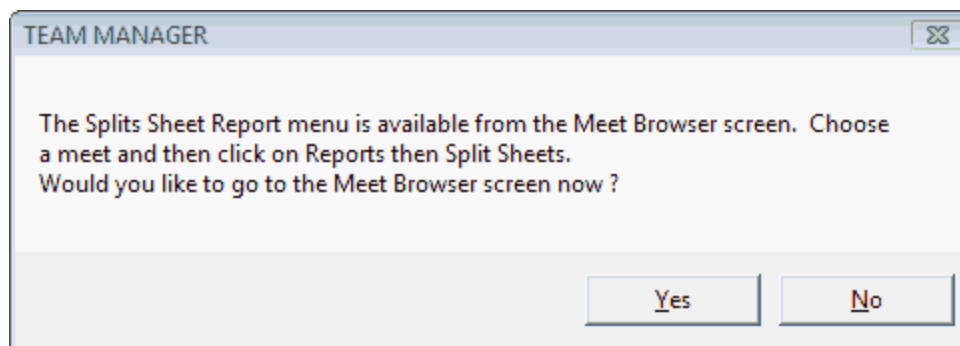 TEAM MANAGER
The Splits Sheet Report menu is available from the Meet Browser screen.  Choose
a meet and then click on Reports then Split Sheets.
Would you like to go to the Meet Browser screen now ?
Yes
No